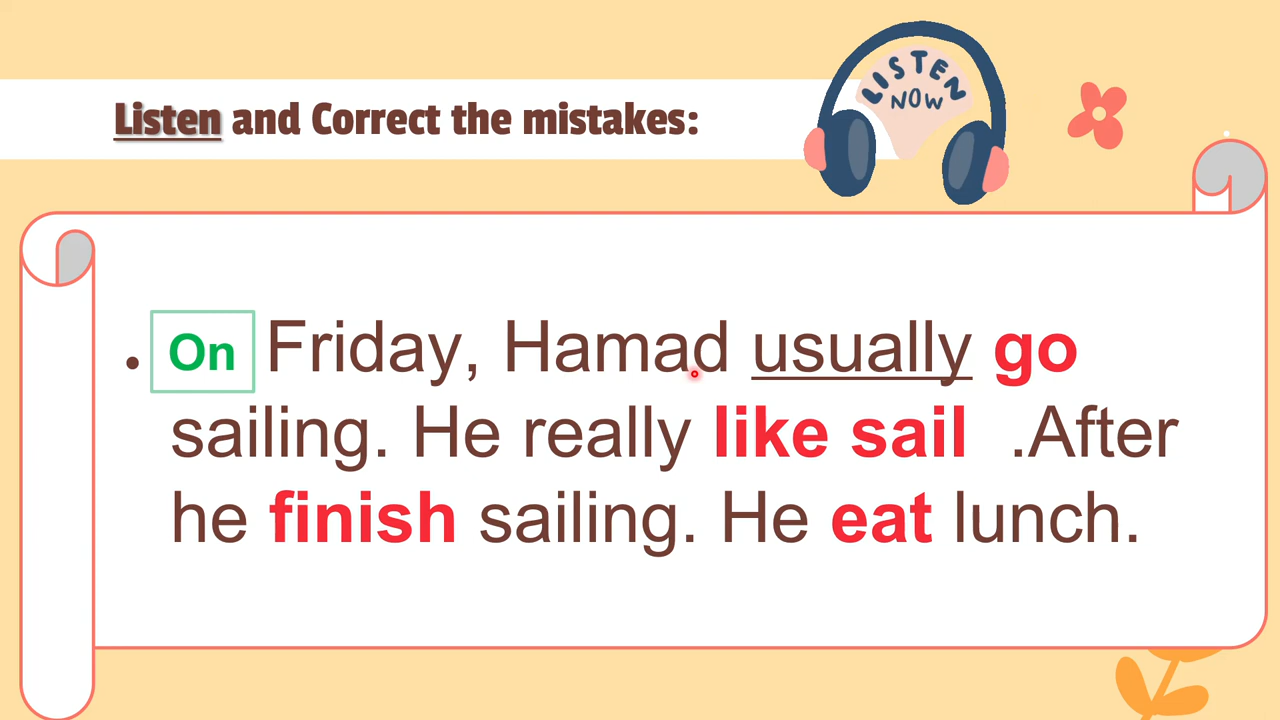 LISTEN
NOW
Listen and Correct the mistakes:
• On Friday, Hamad usually go
sailing. He really like sail .After
he finish sailing. He eat lunch.